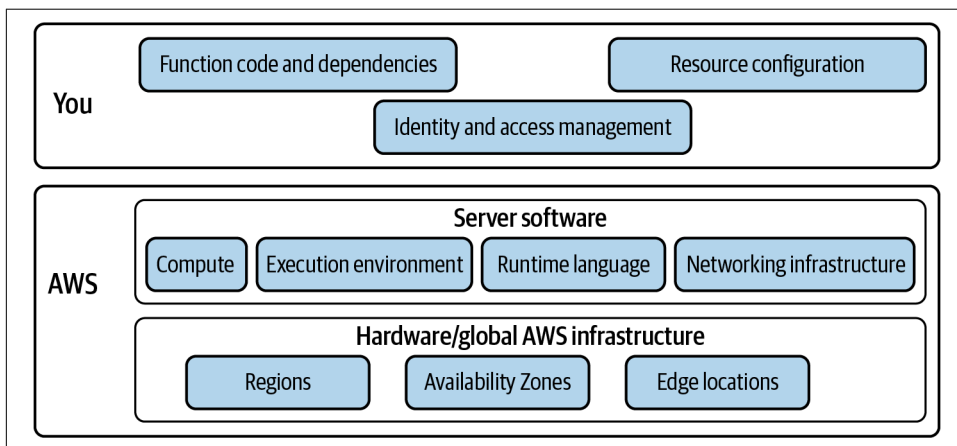 Function code and dependencies
Resource configuration
You
Identity and access management
Server software
Compute
Execution environment
Runtime language
Networking infrastructure
AWS
Hardware/global AWS infrastructure
Regions
Availability Zones
Edge locations